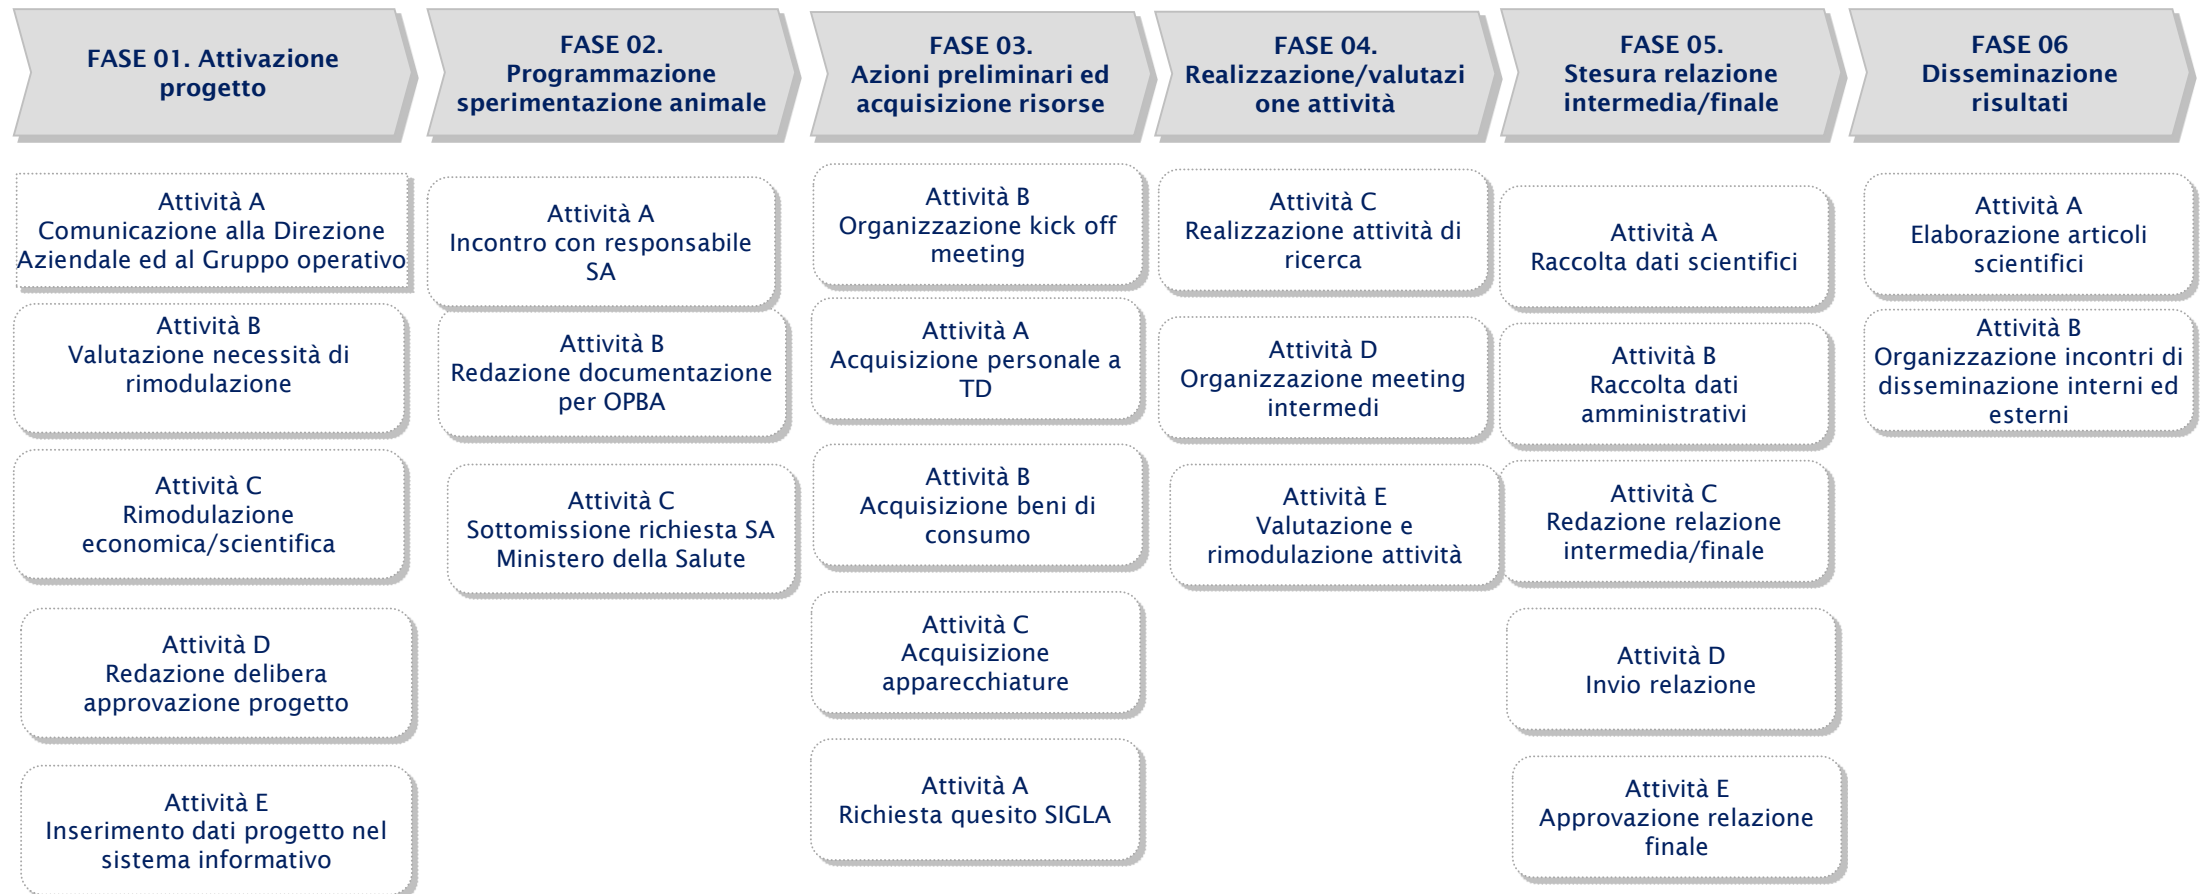 FASE 01. Attivazione
progetto
FASE 02.
Programmazione
sperimentazione animale
FASE 03.
Azioni preliminari ed
acquisizione risorse
FASE 04.
Realizzazione/valutazi
one attività
FASE 05.
Stesura relazione
intermedia/finale
FASE 06
Disseminazione
risultati
Attività A
Comunicazione alla Direzione
Aziendale ed al Gruppo operativo
Attività B
Valutazione necessità di
rimodulazione
Attività C
Rimodulazione
economica/scientifica
Attività D
Redazione delibera
approvazione progetto
Attività E
Inserimento dati progetto nel
sistema informativo
Attività A
Incontro con responsabile
SA
Attività B
Redazione documentazione
per OPBA
Attività C
Sottomissione richiesta SA
Ministero della Salute
Attività B
Organizzazione kick off
meeting
Attività A
Acquisizione personale a
TD
Attività B
Acquisizione beni di
consumo
Attività C
Acquisizione
apparecchiature
Attività A
Richiesta quesito SIGLA
Attività C
Realizzazione attività di
ricerca
Attività D
Organizzazione meeting
intermedi
Attività E
Valutazione e
rimodulazione attività
Attività A
Raccolta dati scientifici
Attività B
Raccolta dati
amministrativi
Attività C
Redazione relazione
intermedia/finale
Attività D
Invio relazione
Attività E
Approvazione relazione
finale
Attività A
Elaborazione articoli
scientifici
Attività B
Organizzazione incontri di
disseminazione interni ed
esterni